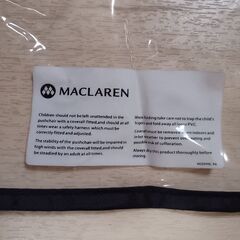 MACLAREN
Children should not be left unattended in the
pushchair with a coverall fitted, and should at all
times wear a safety harness, which must be
correctly fitted and adjusted.
The stability of the pushchair will be impaired in
high winds with the coverall fitted, and should
be steadied by an adult at all times.
When folding take care not to trap the child's
fingers and fold away all loose PVC.
Coverall must be removed when indoors and
in hot weather to prevent overheating and
possible suffocation.
Always dry this product thoroughly before
storing.